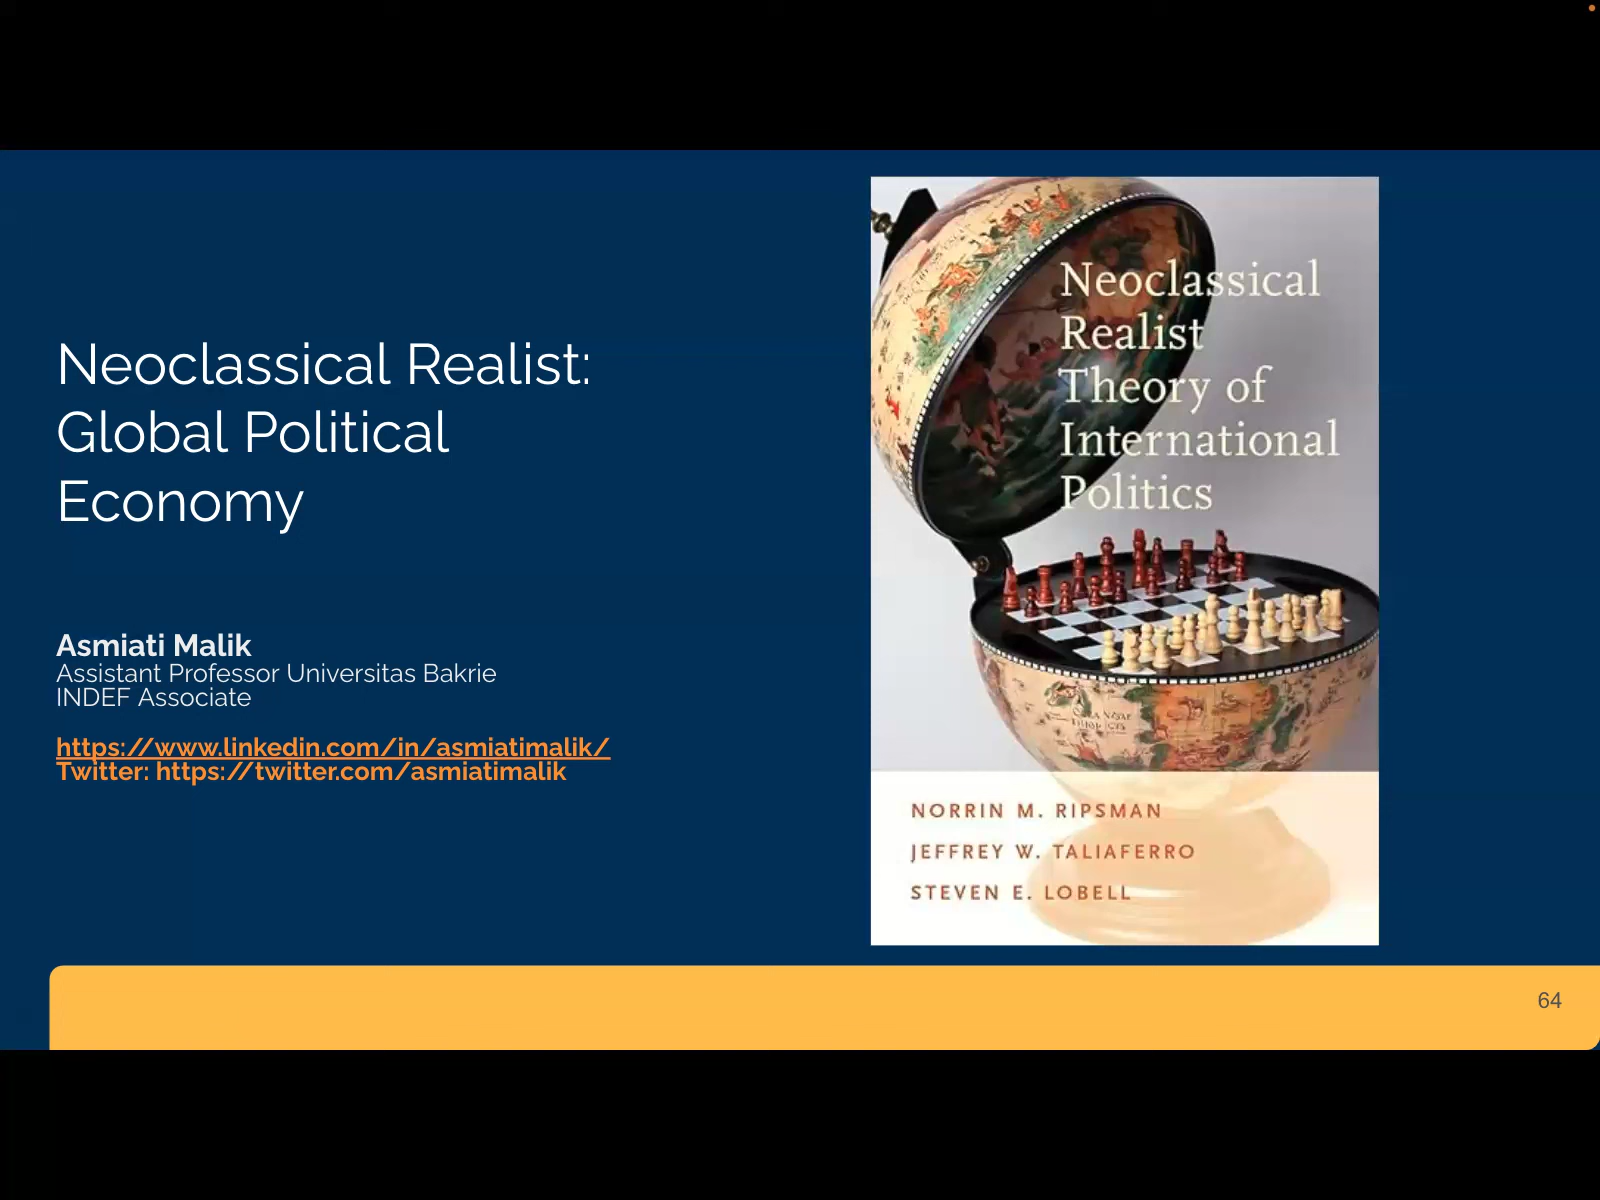 Neoclassical Realist:
Global Political
Economy
Asmiati Malik
Assistant Professor Universitas Bakrie
INDEF Associate
https://www.linkedin.com/in/asmiatimalik/
Twitter: https://twitter.com/asmiatimalik
Neoclassical
Realist
Theory of
International
Politics
NORRIN M. RIPSMAN
JEFFREY W. TALIAFERRO
STEVEN E. LOBELL
64